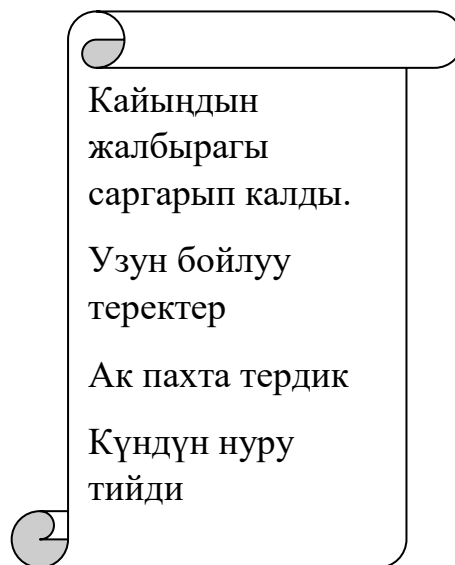 Кайыңдын
жалбырагы
саргарып калды.
Узун бойлуу
теректер
Ак пахта тердик
Күндүн нуру
тийди